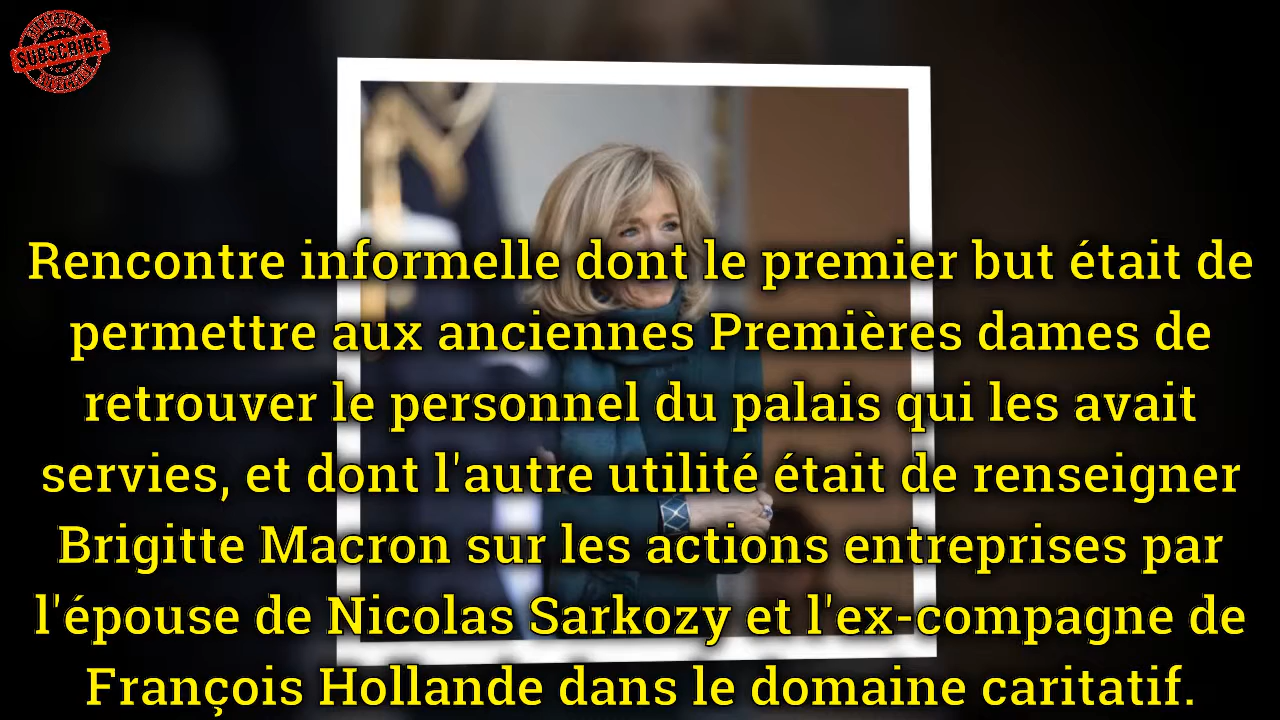 SUBSCRIBE
SUBSCRIBE
SUBSCRIBE
Rencontre informelle dont le premier but était de
permettre aux anciennes Premières dames de
retrouver le personnel du palais qui les avait
servies, et dont l'autre utilité était de renseigner
Brigitte Macron sur les actions entreprises par
l'épouse de Nicolas Sarkozy et l'ex-compagne de
François Hollande dans le domaine caritatif.